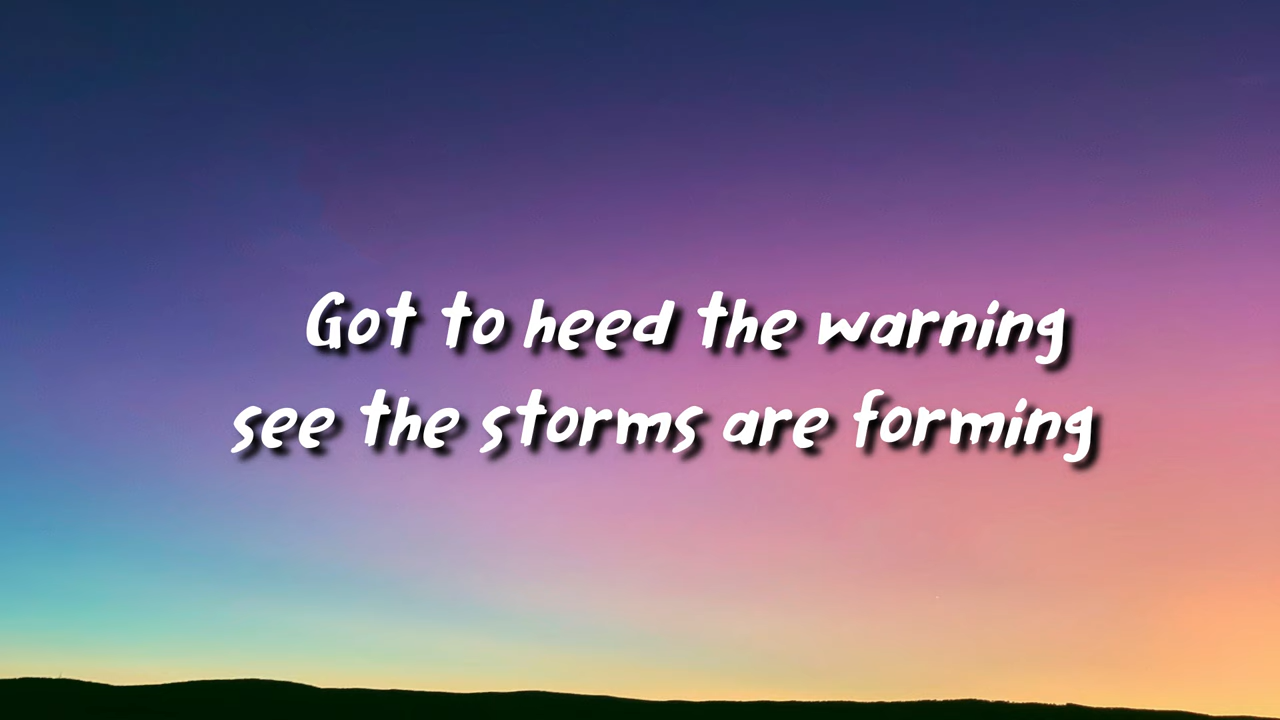 Got to heed the warning
see the storms are forming